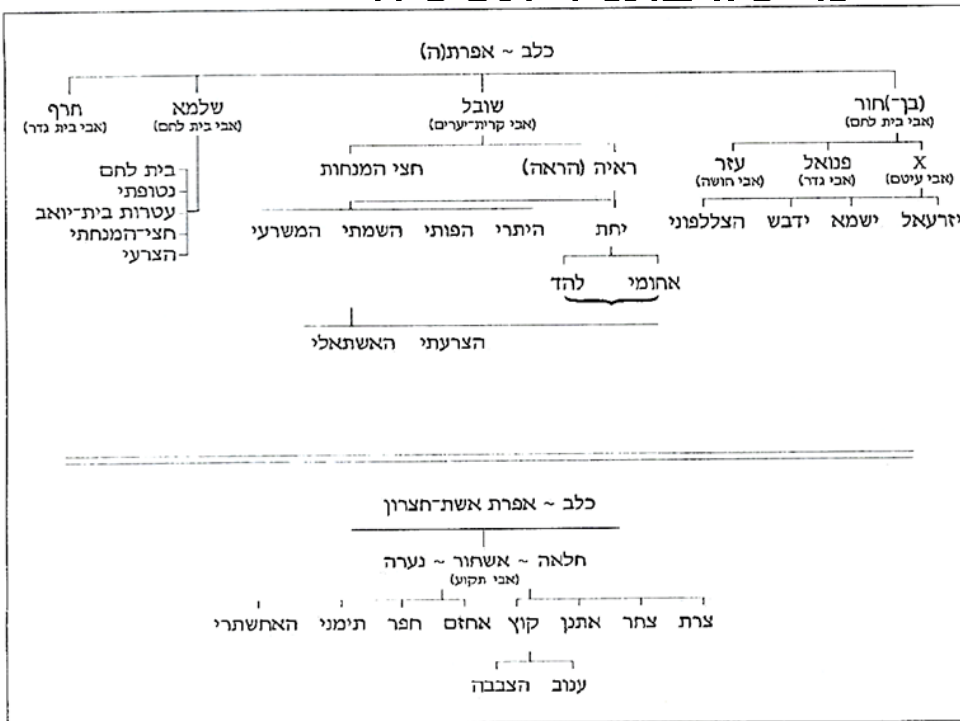 כלב ~ אפרת(ה)
(בן-)חור שובל שלמא חרף
(אבי בית לחם) (אבי קרית-יערים) (אבי בית לחם) (אבי בית גדר)
X פנואל עזר ראיה (הראה) חצי המנחות בית לחם
(אבי עיטם) (אבי גדר) (אבי חושה) נטופתי
יזרעאל ישמא ידבש הצללפוני עטרות בית-יואב
יחת היתרי הפותי השמתי המשרעי חצי-המנחתי
הצרעי
אחומי להד
הצרעתי האשתאלי
כלב ~ אפרת אשת-חצרון
חלאה ~ אשחור ~ נערה
(אבי תקוע)
צרת צחר אתנן קוץ אחזם חפר תימני האחשתרי
ענוב הצבבה